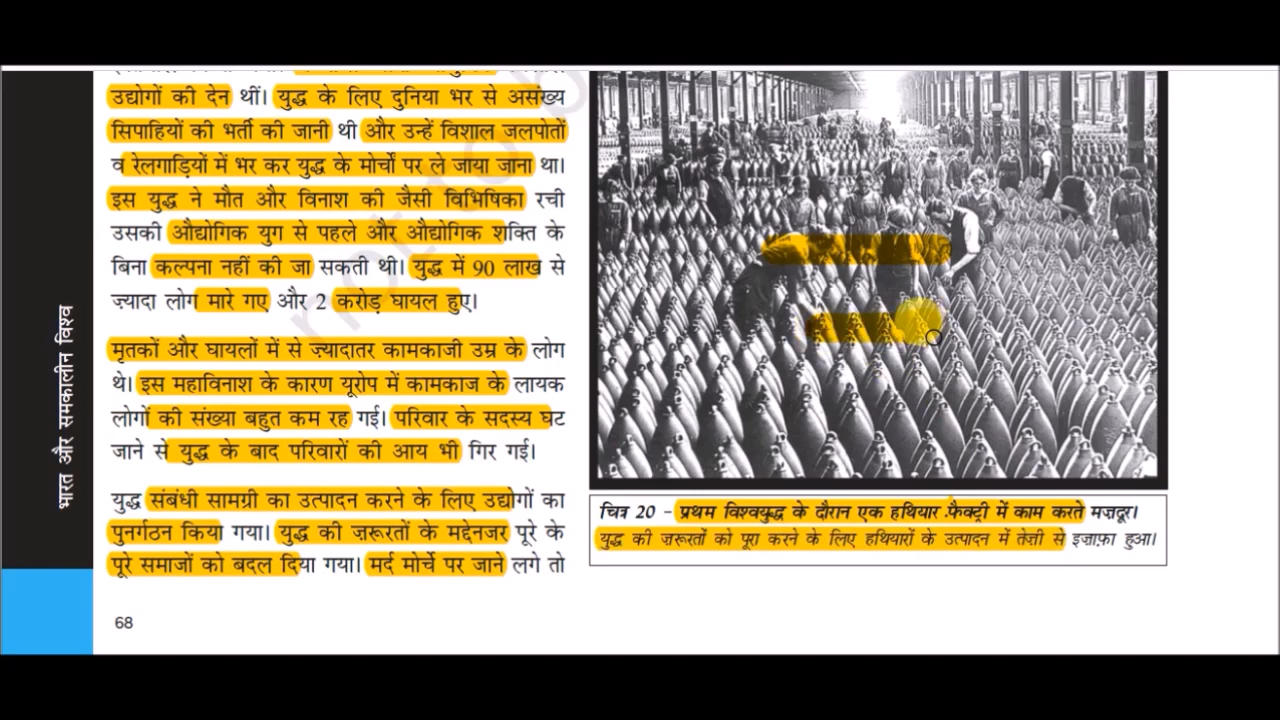 उद्योगों की देन थीं। युद्ध के लिए दुनिया भर से असंख्य
सिपाहियों की भर्ती की जानी थी और उन्हें विशाल जलपोतों
व रेलगाड़ियों में भर कर युद्ध के मोर्चों पर ले जाया जाना था।
इस युद्ध ने मौत और विनाश की जैसी विभिषिका रची
उसकी औद्योगिक युग से पहले और औद्योगिक शक्ति के
बिना कल्पना नहीं की जा सकती थी। युद्ध में 90 लाख से
ज़्यादा लोग मारे गए और 2 करोड़ घायल हुए।
मृतकों और घायलों में से ज़्यादातर कामकाजी उम्र के लोग
थे। इस महाविनाश के कारण यूरोप में कामकाज के लायक
लोगों की संख्या बहुत कम रह गई। परिवार के सदस्य घट
जाने से युद्ध के बाद परिवारों की आय भी गिर गई।
युद्ध संबंधी सामग्री का उत्पादन करने के लिए उद्योगों का
पुनर्गठन किया गया। युद्ध की ज़रूरतों के मद्देनजर पूरे के
पूरे समाजों को बदल दिया गया। मर्द मोर्चे पर जाने लगे तो
68
भारत और समकालीन विश्व
चित्र 20 – प्रथम विश्वयुद्ध के दौरान एक हथियार फ़ैक्ट्री में काम करते मज़दूर।
युद्ध की ज़रूरतों को पूरा करने के लिए हथियारों के उत्पादन में तेज़ी से इज़ाफ़ा हुआ।